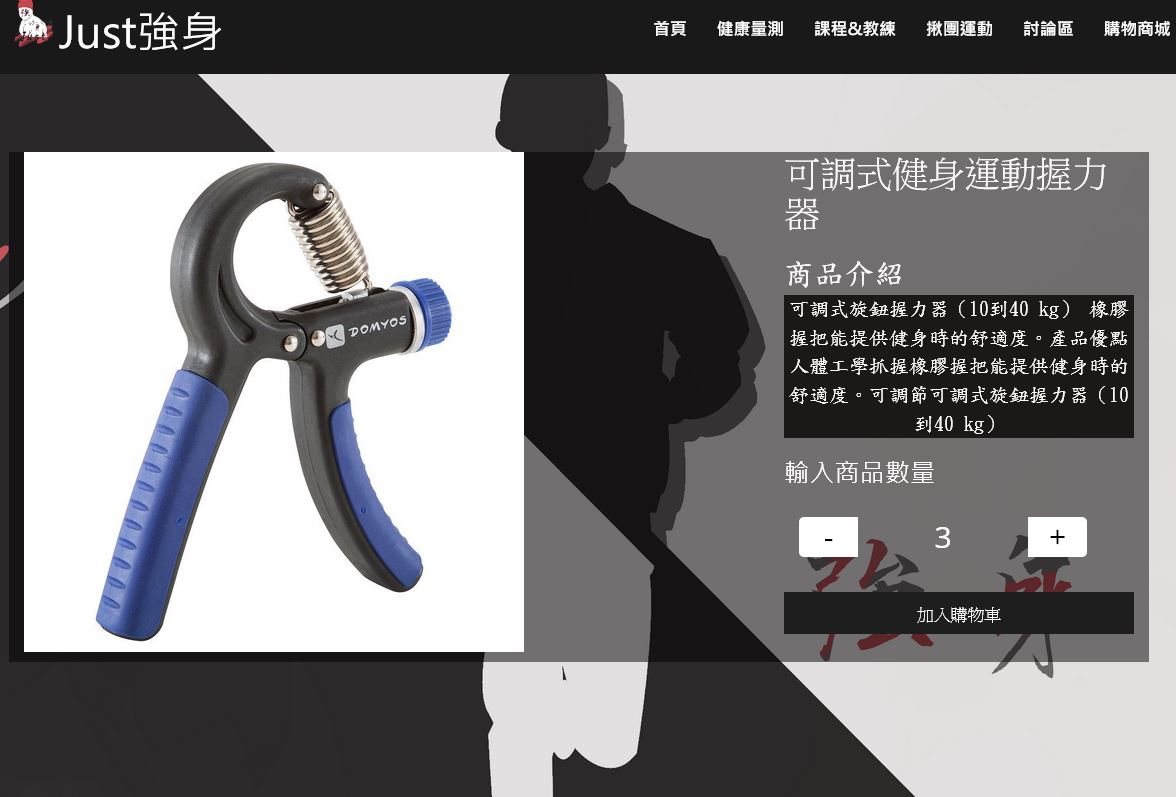 Just強身
首頁 健康量測 課程&教練 揪團運動 討論區 購物商城
DOMYOS
可調式健身運動握力
器
商品介紹
可調式旋鈕握力器（10到40 kg） 橡膠
握把能提供健身時的舒適度。產品優點
人體工學抓握橡膠握把能提供健身時的
舒適度。可調節可調式旋鈕握力器（10
到40 kg）
輸入商品數量
- 3 +
強身
加入購物車